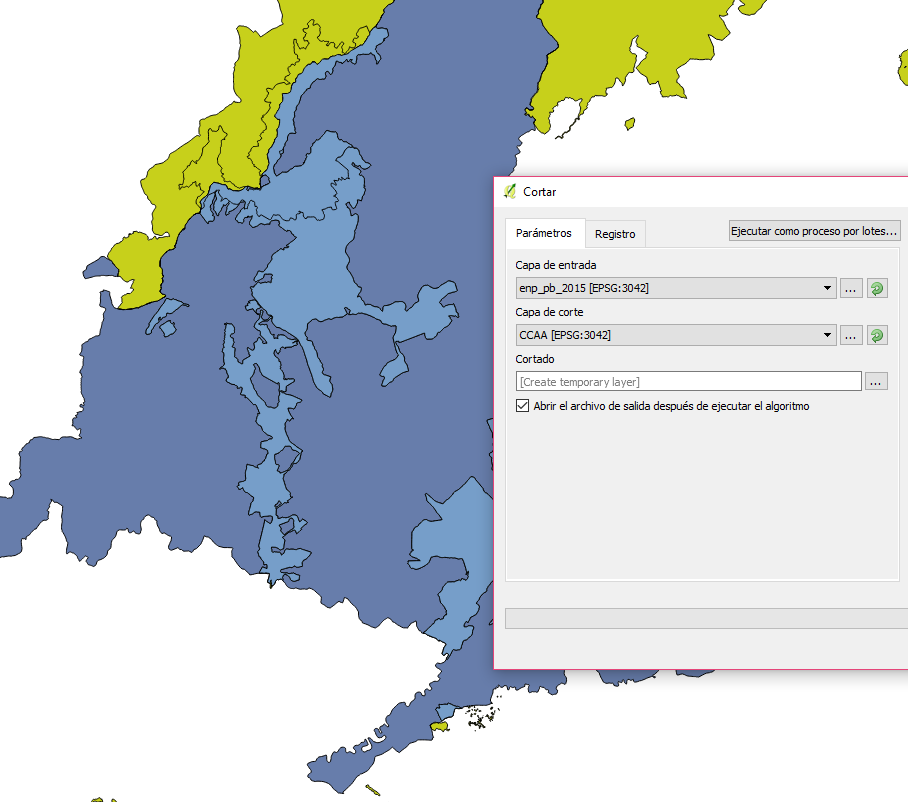 Cortar
Parámetros
Registro
Ejecutar como proceso por lotes...
Capa de entrada
enp_pb_2015 [EPSG:3042]
...
Capa de corte
CCAA [EPSG:3042]
...
Cortado
[Create temporary layer]
...
Abrir el archivo de salida después de ejecutar el algoritmo